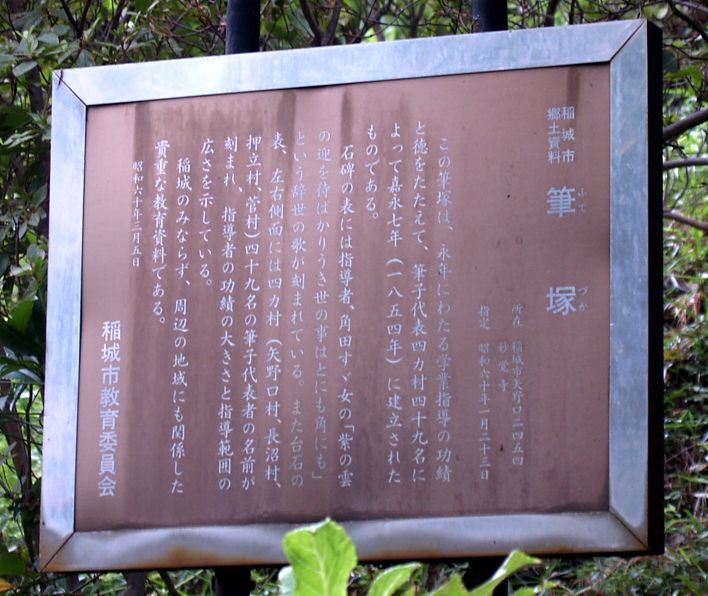 稲城市
郷土資料
筆塚
ふで
づか
所在 稲城市矢野口二四五四
妙覚寺
指定 昭和六十年一月二十三日
この筆塚は、永年にわたる学業指導の功績
と徳をたたえて、筆子代表四カ村四十九名に
よって嘉永七年（一八五四年）に建立された
ものである。
石碑の表には指導者、角田すゞ女の「紫の雲
の迎を待ばかりうき世の事はとにも角にも」
という辞世の歌が刻まれている。また台石の
表、左右側面には四カ村（矢野口村、長沼村、
押立村、菅村）四十九名の筆子代表者の名前が
刻まれ、指導者の功績の大きさと指導範囲の
広さを示している。
稲城のみならず、周辺の地域にも関係した
貴重な教育資料である。
昭和六十年三月五日
稲城市教育委員会